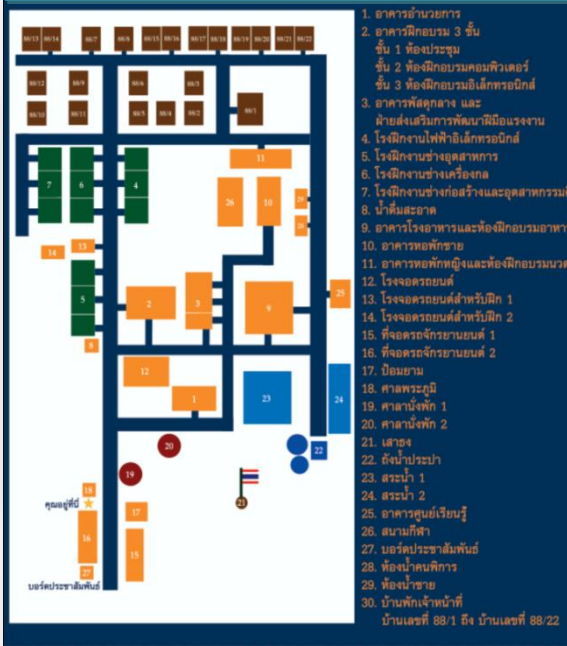 88/13 88/14 88/7 88/8 88/15 88/16 88/17 88/18 88/19 88/20 88/21 88/22
88/12 88/9 88/6 88/3
88/10 88/11 88/5 88/4 88/2 88/1
11
7 6 4 26 10 29
28
14 13
5 2 3 9 25
8
12
1 23 24
20 22
19
18 21
คุณอยู่ที่นี่
17
16 15
27
บอร์ดประชาสัมพันธ์
1. อาคารอำนวยการ
2. อาคารฝึกอบรม 3 ชั้น
ชั้น 1 ห้องประชุม
ชั้น 2 ห้องฝึกอบรมคอมพิวเตอร์
ชั้น 3 ห้องฝึกอบรมอิเล็กทรอนิกส์
3. อาคารพัสดุกลาง และ
ฝ่ายส่งเสริมการพัฒนาฝีมือแรงงาน
4. โรงฝึกงานไฟฟ้าอิเล็กทรอนิกส์
5. โรงฝึกงานช่างอุตสาหการ
6. โรงฝึกงานช่างเครื่องกล
7. โรงฝึกงานช่างก่อสร้างและอุตสาหกรรม
8. น้ำดื่มสะอาด
9. อาคารโรงอาหารและห้องฝึกอบรมอาหาร
10. อาคารหอพักชาย
11. อาคารหอพักหญิงและห้องฝึกอบรมนวด
12. โรงจอดรถยนต์
13. โรงจอดรถยนต์สำหรับฝึก 1
14. โรงจอดรถยนต์สำหรับฝึก 2
15. ที่จอดรถจักรยานยนต์ 1
16. ที่จอดรถจักรยานยนต์ 2
17. ป้อมยาม
18. ศาลพระภูมิ
19. ศาลานั่งพัก 1
20. ศาลานั่งพัก 2
21. เสาธง
22. ถังน้ำประปา
23. สระน้ำ 1
24. สระน้ำ 2
25. อาคารศูนย์เรียนรู้
26. สนามกีฬา
27. บอร์ดประชาสัมพันธ์
28. ห้องน้ำคนพิการ
29. ห้องน้ำชาย
30. บ้านพักเจ้าหน้าที่
บ้านเลขที่ 88/1 ถึง บ้านเลขที่ 88/22